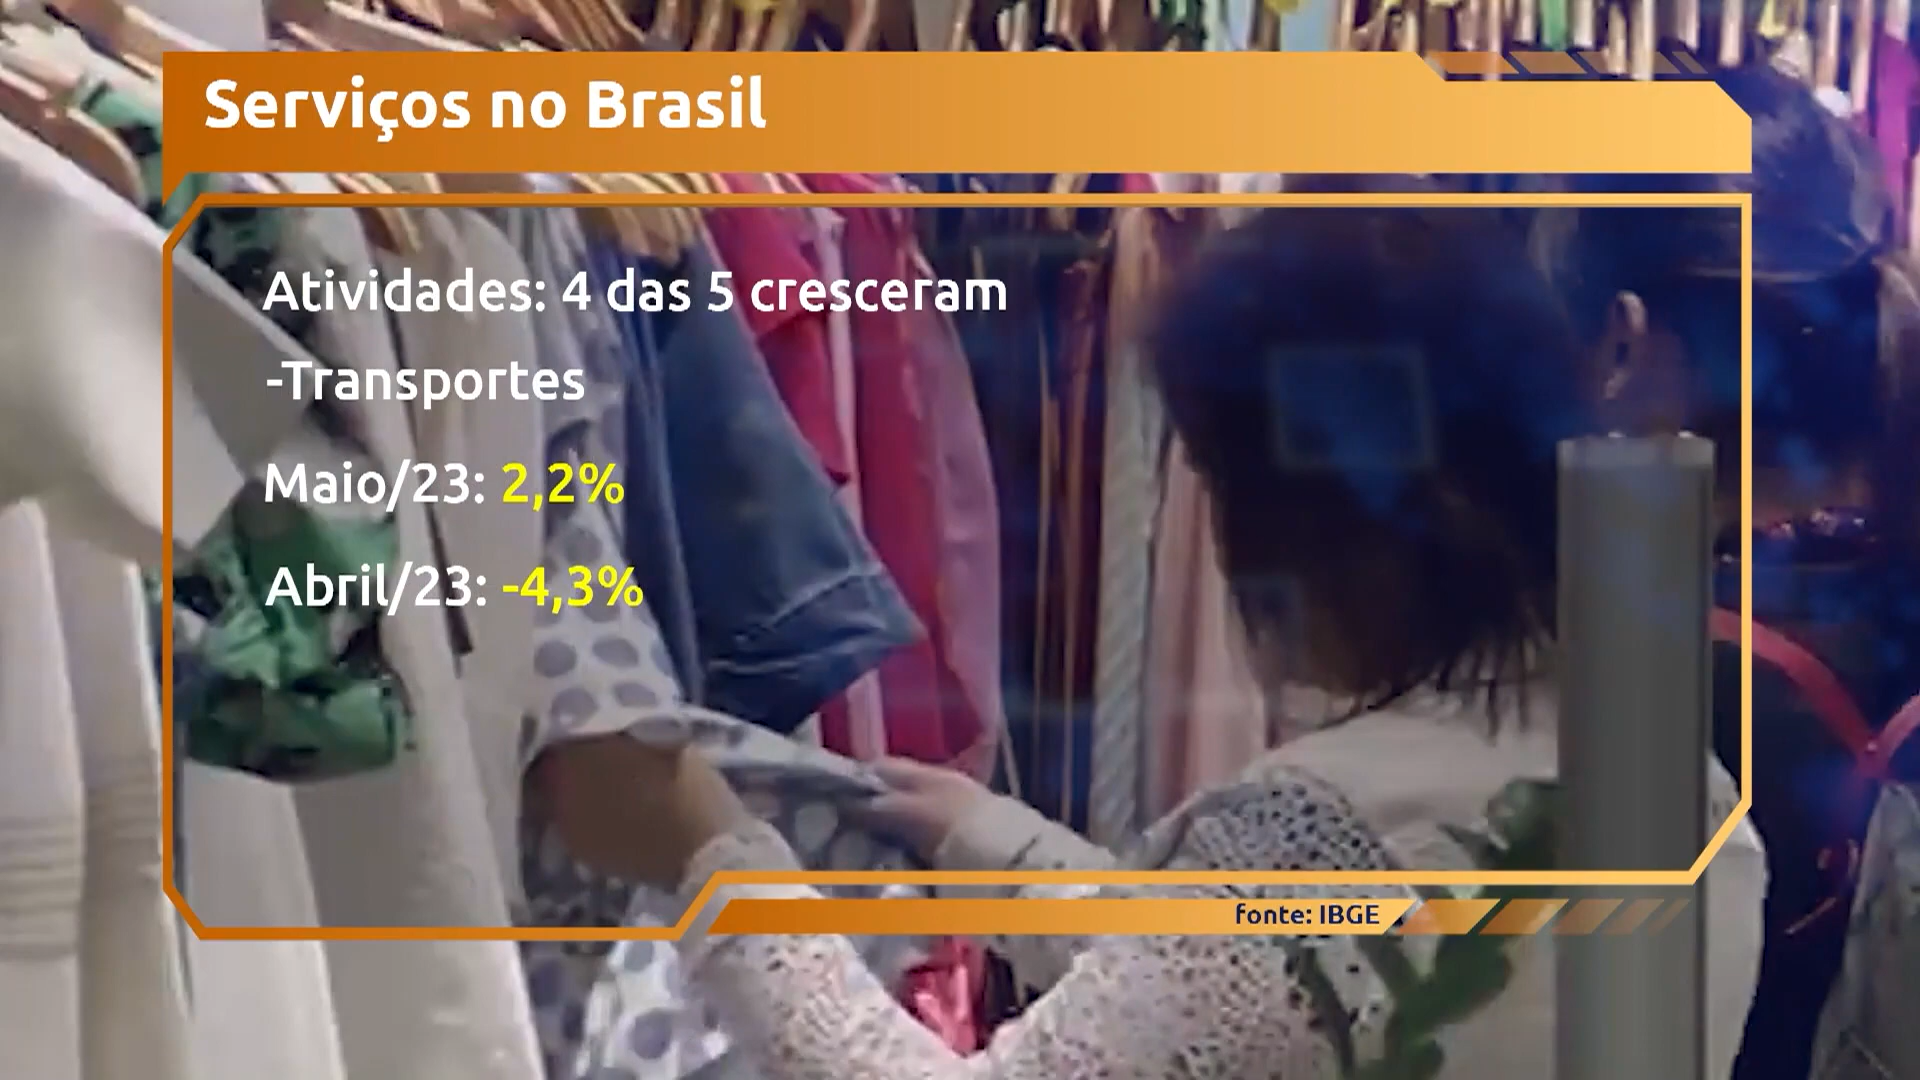 Serviços no Brasil
Atividades: 4 das 5 cresceram
-Transportes
Maio/23: 2,2%
Abril/23: -4,3%
fonte: IBGE